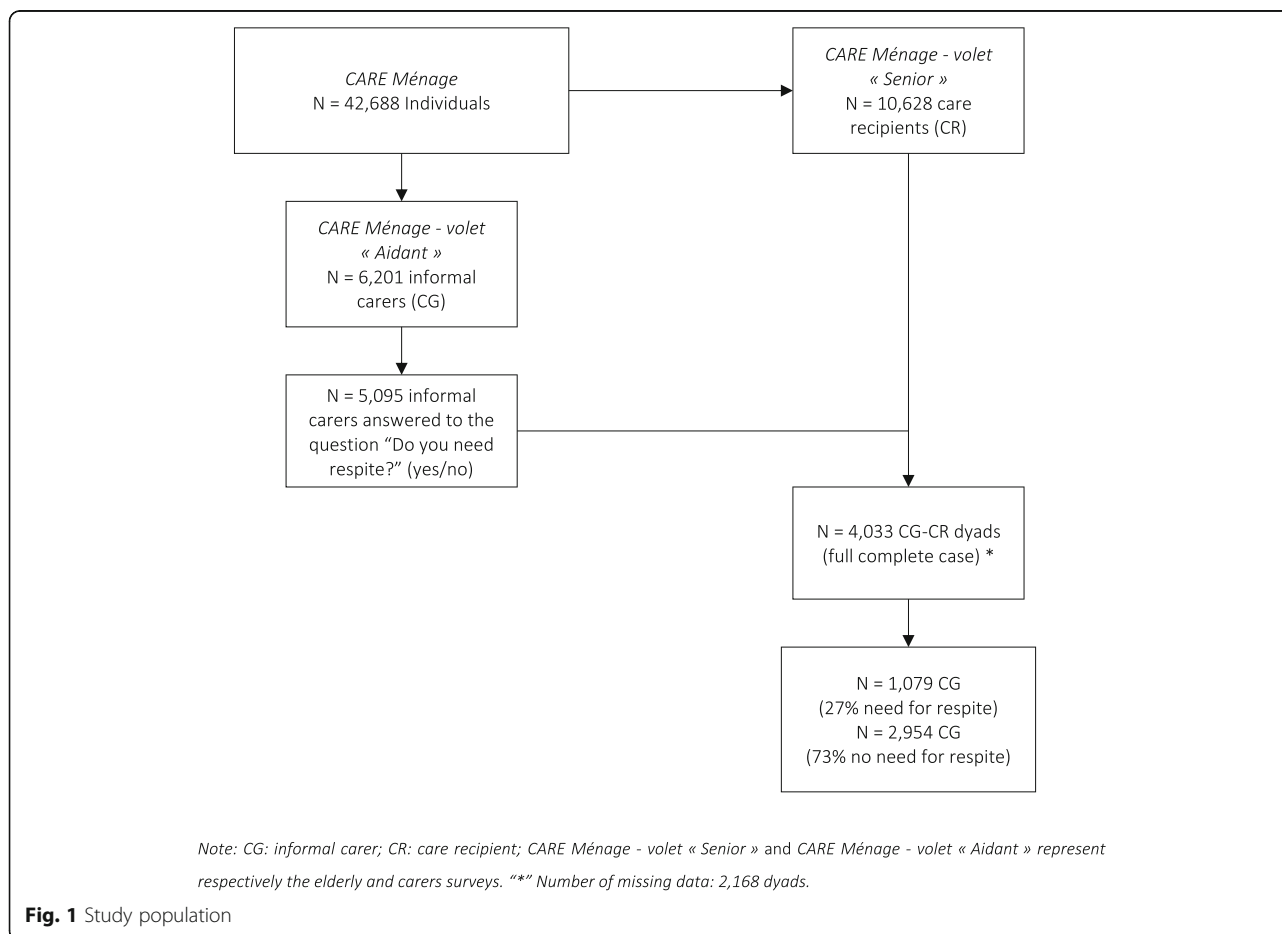 CARE Ménage
N = 42,688 Individuals
CARE Ménage - volet
« Senior »
N = 10,628 care
recipients (CR)
CARE Ménage - volet
« Aidant »
N = 6,201 informal
carers (CG)
N = 5,095 informal
carers answered to the
question “Do you need
respite?” (yes/no)
N = 4,033 CG-CR dyads
(full complete case) *
N = 1,079 CG
(27% need for respite)
N = 2,954 CG
(73% no need for respite)
Note: CG: informal carer; CR: care recipient; CARE Ménage - volet « Senior » and CARE Ménage - volet « Aidant » represent
respectively the elderly and carers surveys. “*” Number of missing data: 2,168 dyads.
Fig. 1 Study population